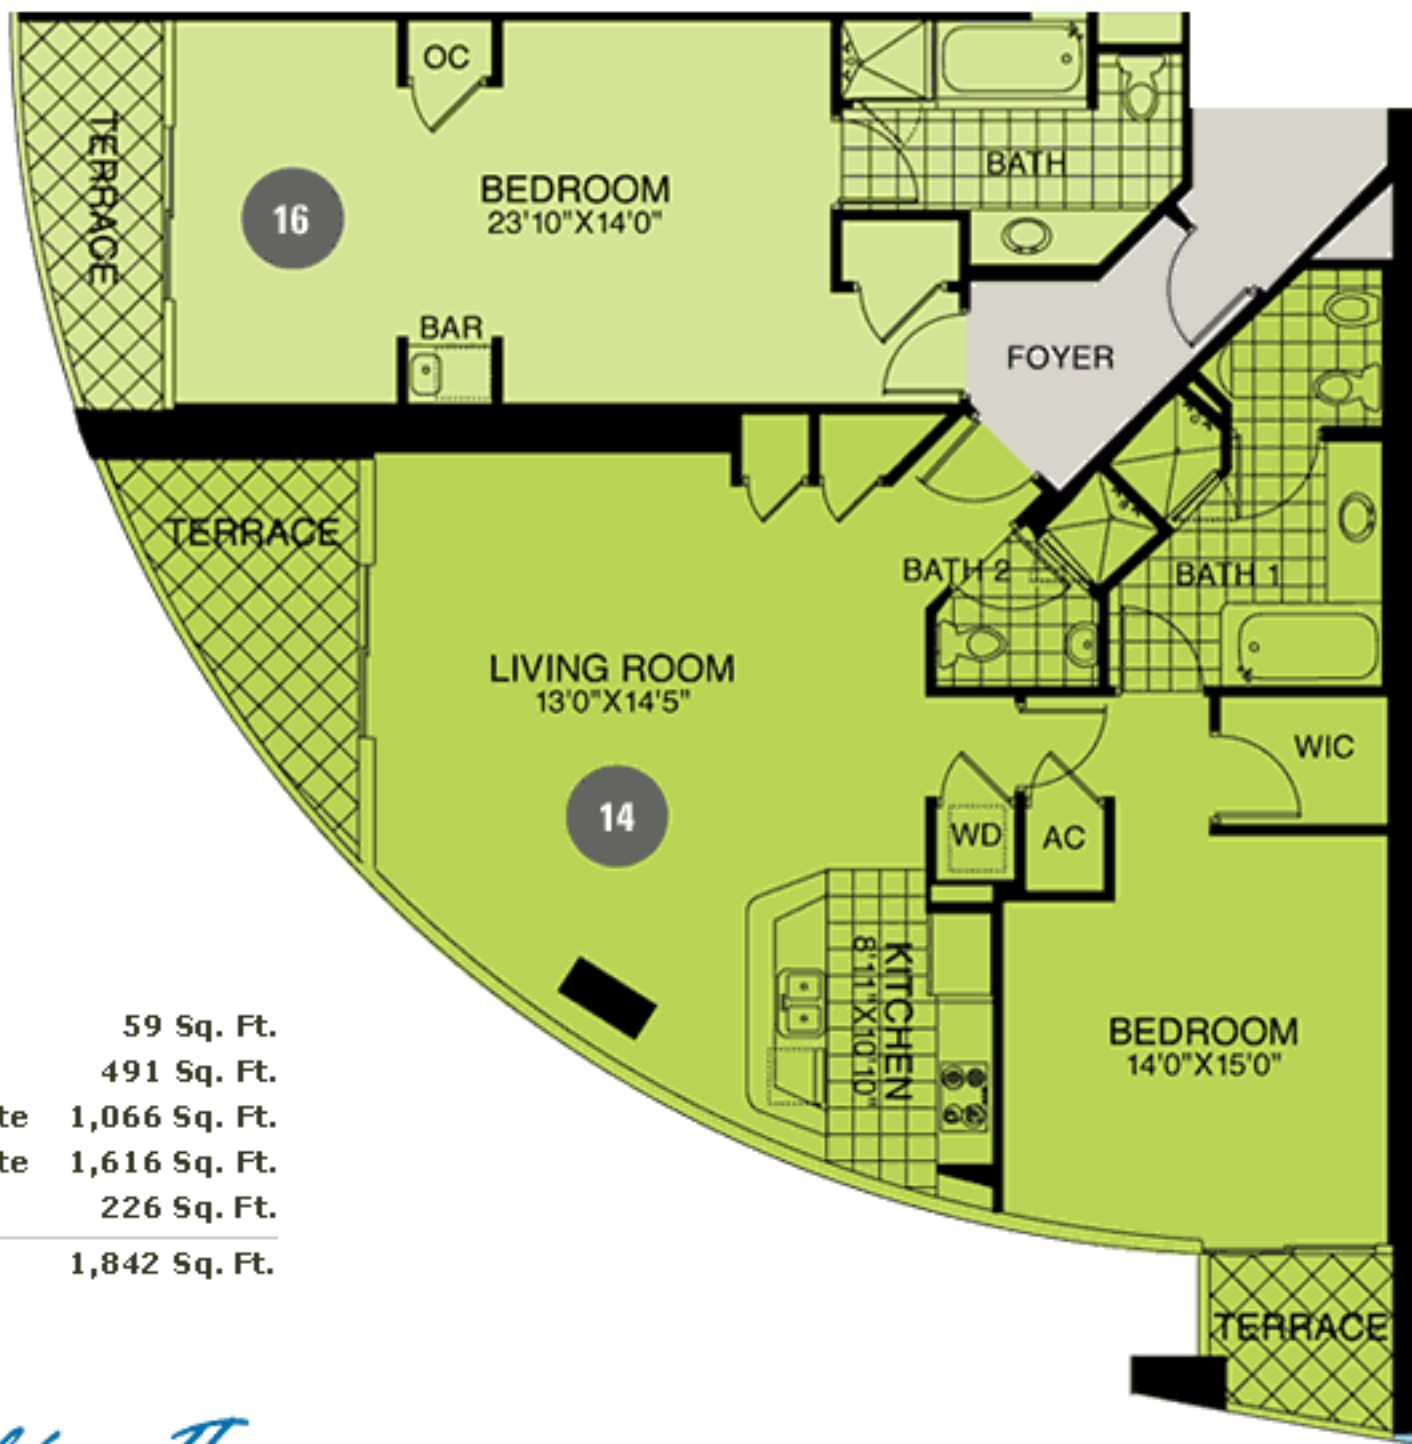 OC
TERRACE
BATH
BEDROOM
23'10"X14'0"
16
BAR
FOYER
TERRACE
BATH 2
BATH 1
LIVING ROOM
13'0"X14'5"
WIC
14
WD
AC
KITCHEN
8'11"X10'10"
BEDROOM
14'0"X15'0"
59 Sq. Ft.
491 Sq. Ft.
te 1,066 Sq. Ft.
te 1,616 Sq. Ft.
226 Sq. Ft.
1,842 Sq. Ft.
TERRACE
II